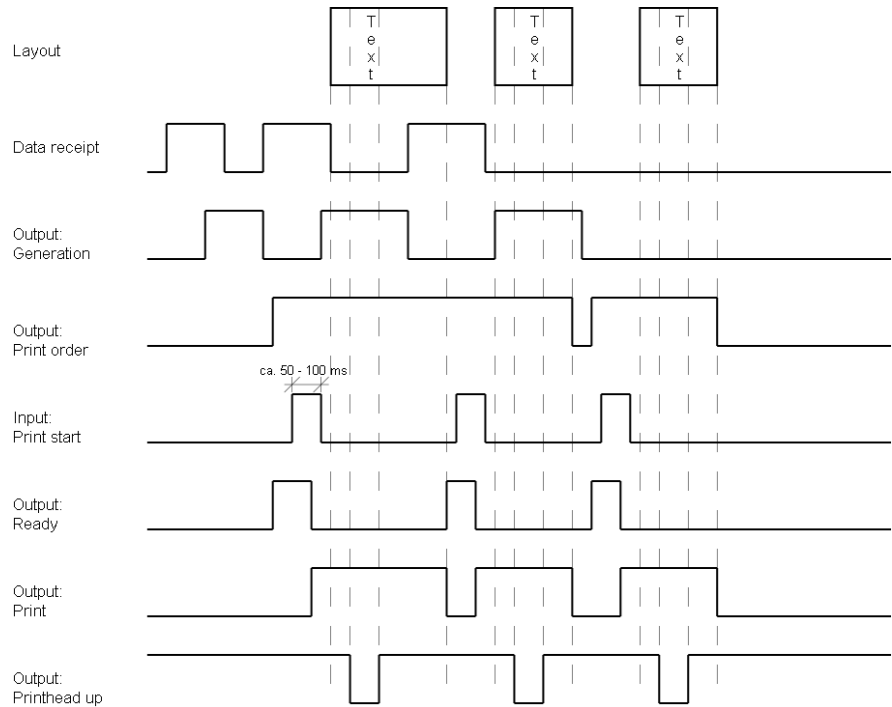 Layout
T
e
x
t
T
e
x
t
T
e
x
t
Data receipt
Output:
Generation
Output:
Print order
ca. 50 - 100 ms
Input:
Print start
Output:
Ready
Output:
Print
Output:
Printhead up